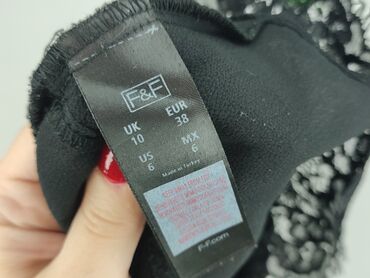 F&F
UK EUR
10 38
US MX
6 6
Made in Turkey
F-F.com